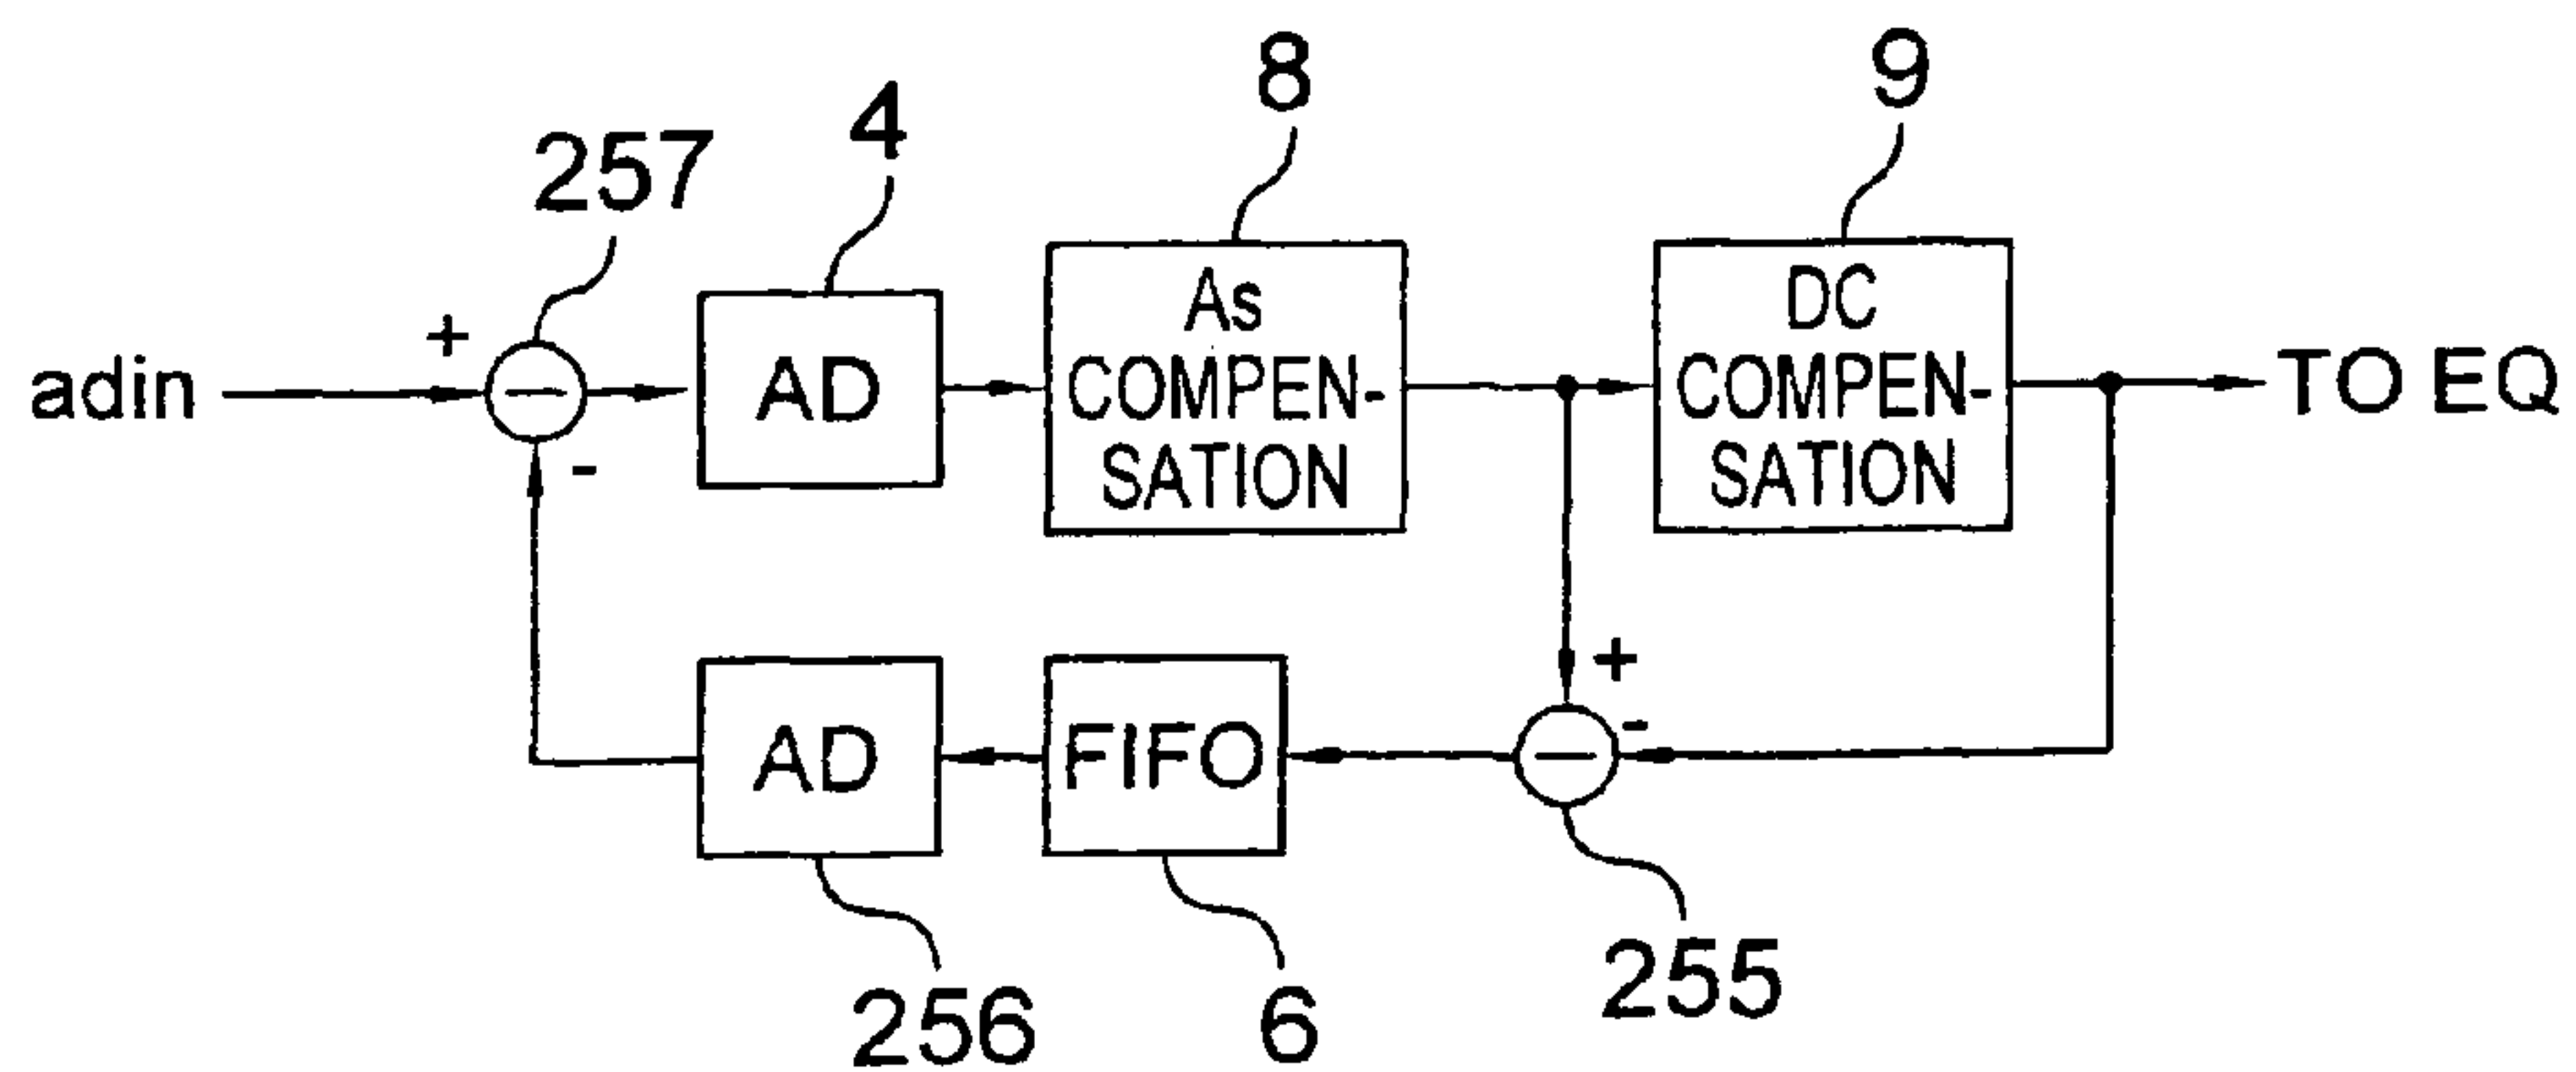 257
4
8
9
adin
+
-
AD
As
COMPEN-
SATION
DC
COMPEN-
SATION
TO EQ
AD
FIFO
+
-
256
6
255